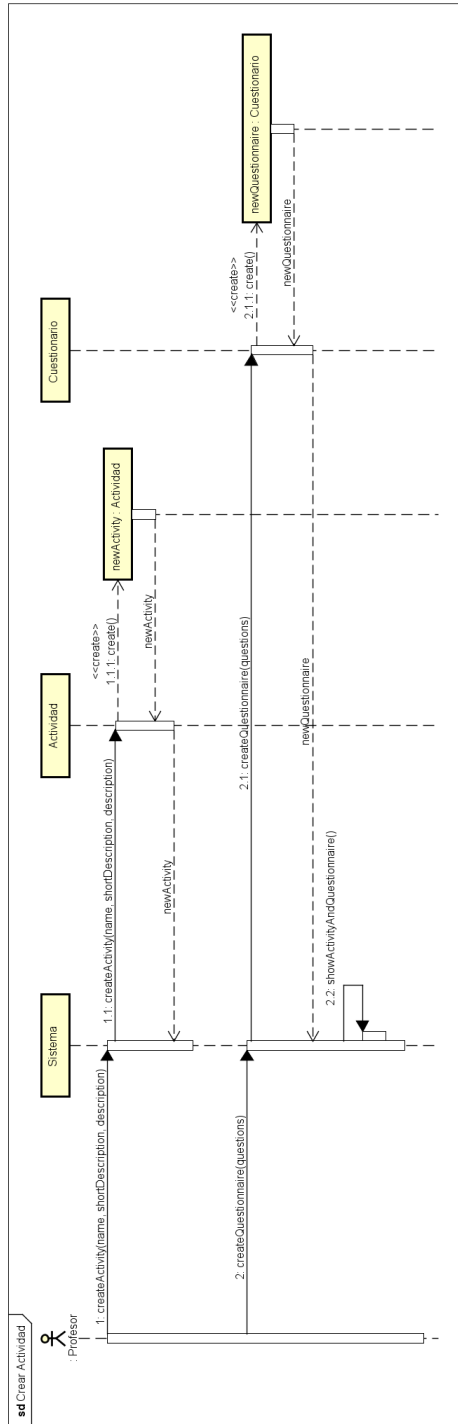 sd Crear Actividad
: Profesor
Sistema
Actividad
Cuestionario
1: createActivity(name, shortDescription, description)
1.1: createActivity(name, shortDescription, description)
<<create>>
1.1.1: create()
newActivity : Actividad
newActivity
newActivity
2: createQuestionnaire(questions)
2.1: createQuestionnaire(questions)
<<create>>
2.1.1: create()
newQuestionnaire : Cuestionario
newQuestionnaire
newQuestionnaire
2.2: showActivityAndQuestionnaire()